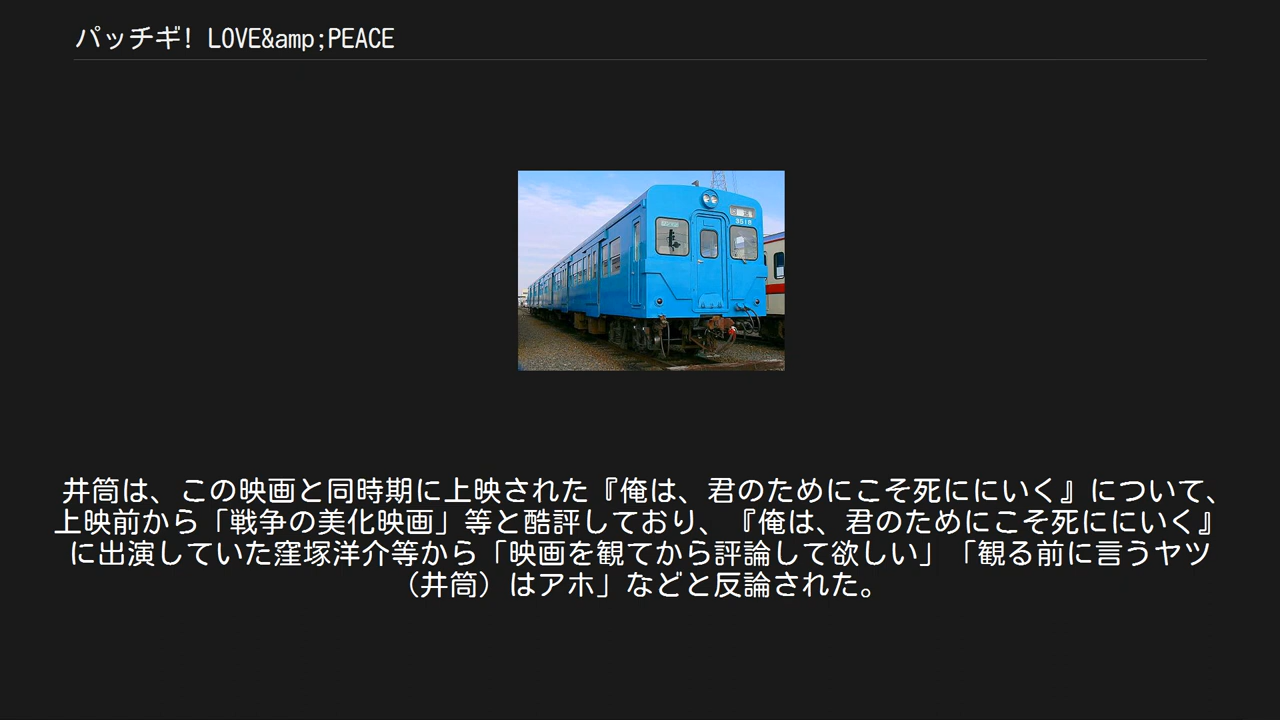 パッチギ! LOVE&amp;PEACE
井筒は、この映画と同時期に上映された『俺は、君のためにこそ死ににいく』について、
上映前から「戦争の美化映画」等と酷評しており、『俺は、君のためにこそ死ににいく』
に出演していた窪塚洋介等から「映画を観てから評論して欲しい」「観る前に言うヤツ
（井筒）はアホ」などと反論された。